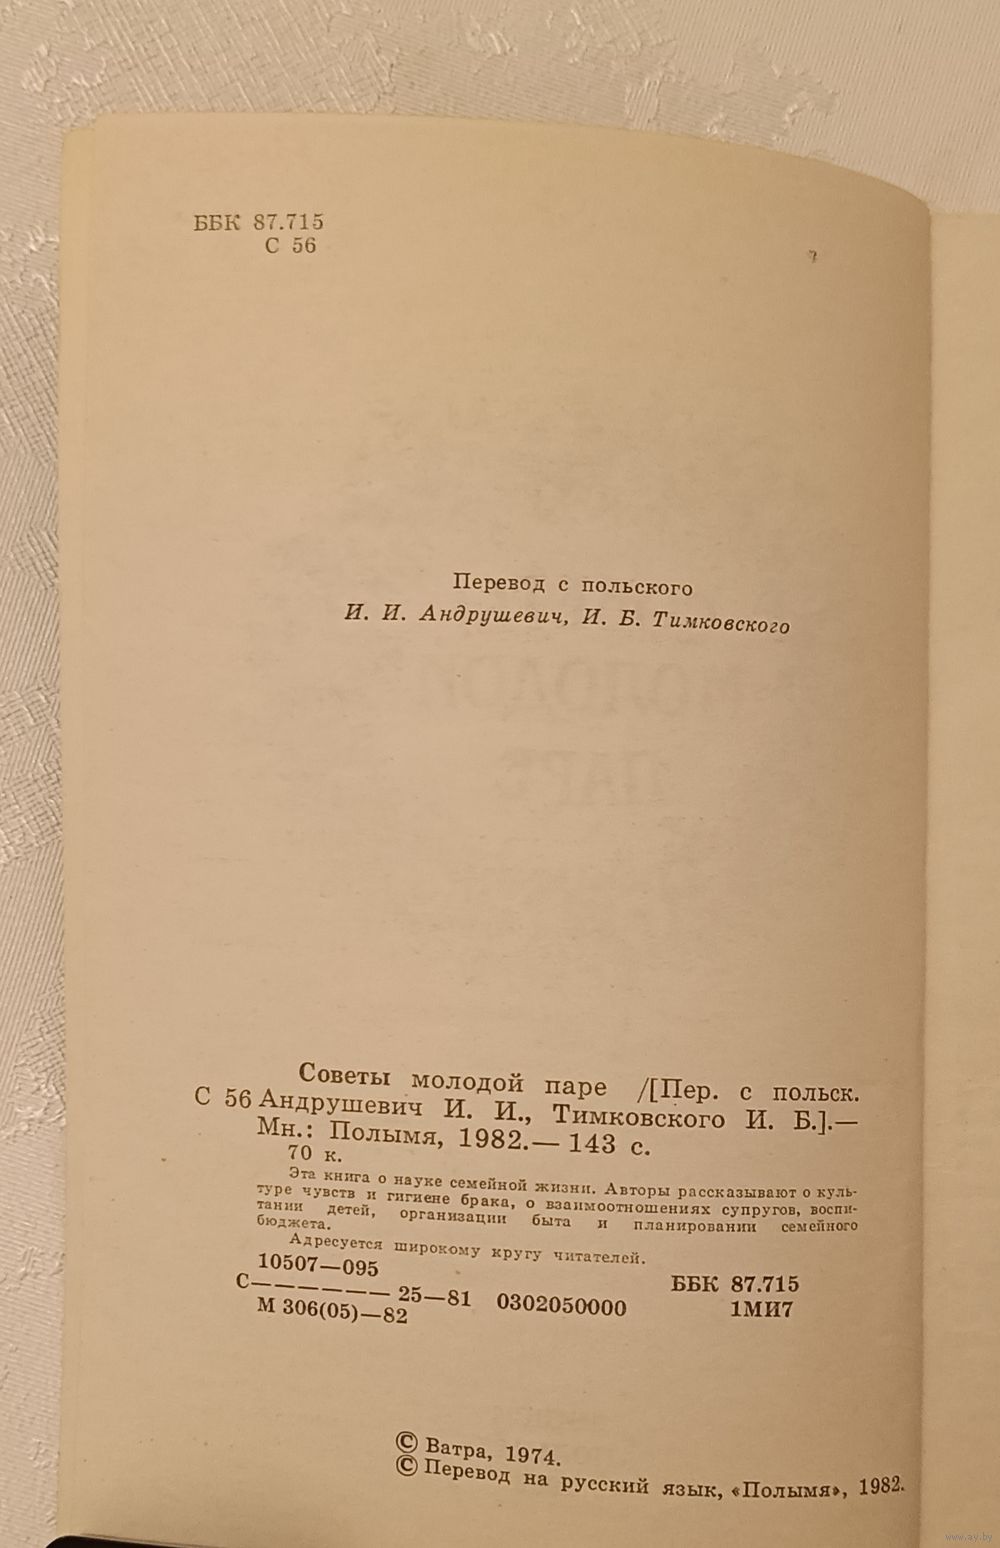 ББК 87.715
С 56
Перевод с польского
И. И. Андрушевич, И. Б. Тимковского
Советы молодой паре /[Пер. с польск.
С 56 Андрушевич И. И., Тимковского И. Б.].—
Мн.: Полымя, 1982.— 143 с.
70 к.
Эта книга о науке семейной жизни. Авторы рассказывают о куль-
туре чувств и гигиене брака, о взаимоотношениях супругов, воспи-
тании детей, организации быта и планировании семейного
бюджета.
Адресуется широкому кругу читателей.
10507—095
С—————— 25—81 0302050000
М 306(05)—82
ББК 87.715
1МИ7
© Ватра, 1974.
© Перевод на русский язык, «Полымя», 1982.
www.ay.by